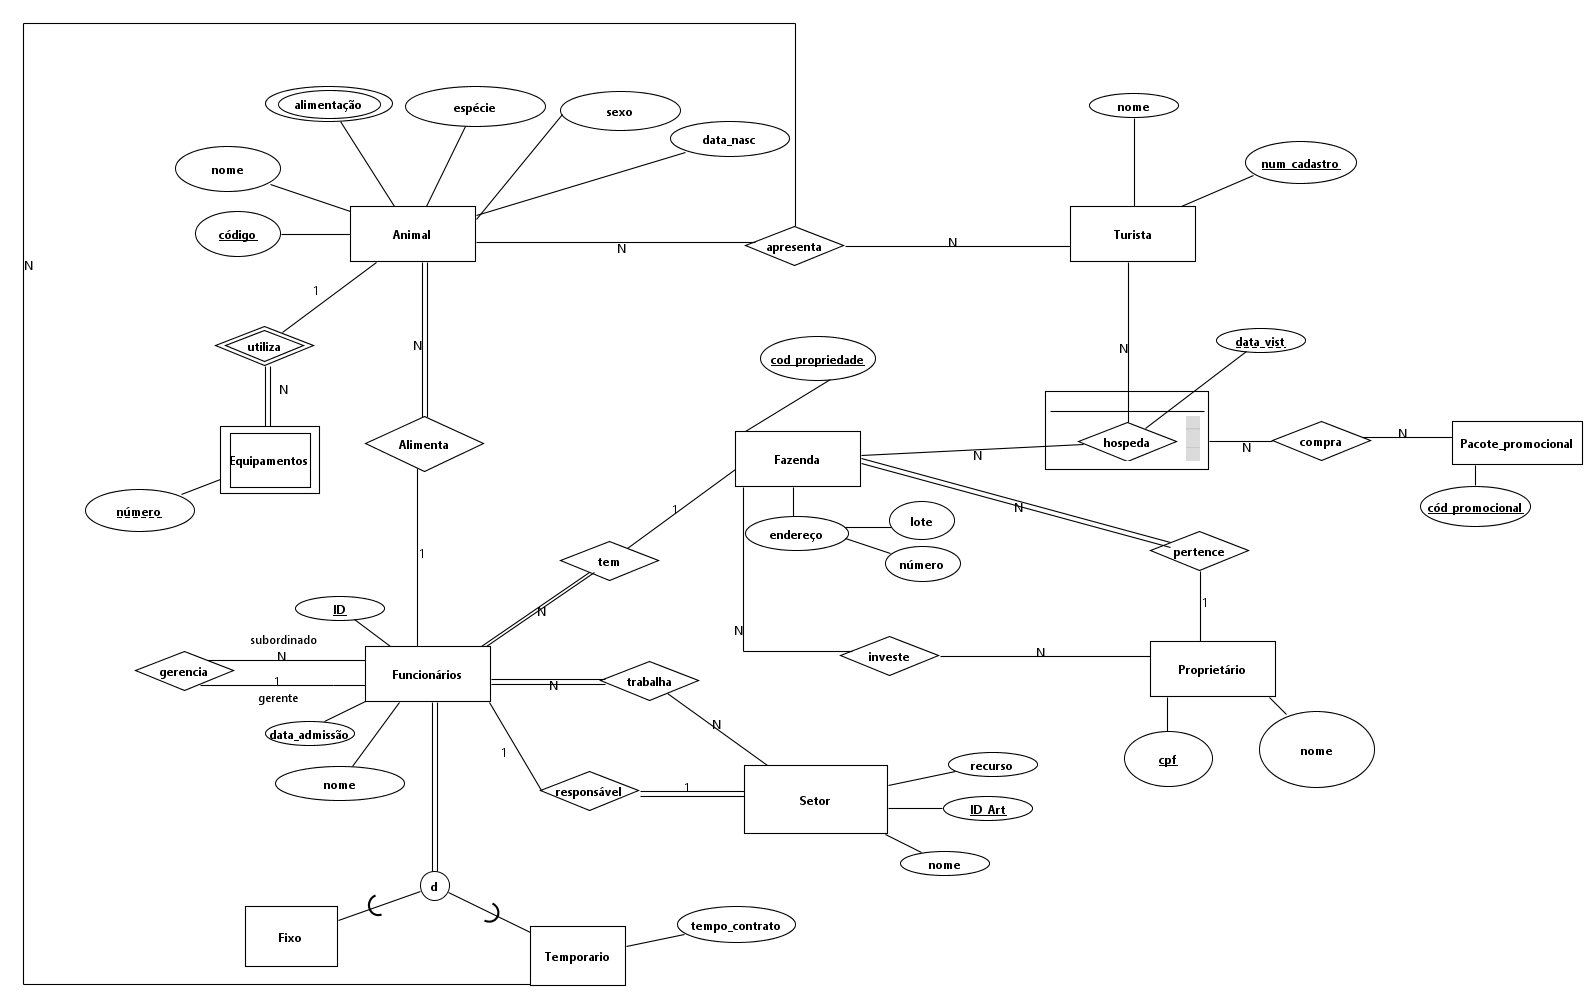 alimentação
espécie
sexo
data_nasc
nome
código
Animal
nome
num_cadastro
Turista
N
apresenta
N
N
1
utiliza
N
N
Equipamentos
número
Alimenta
1
cod_propriedade
Fazenda
N
data_vist
hospeda
N
N
compra
N
Pacote_promocional
cód_promocional
endereço
lote
número
N
pertence
1
1
tem
N
ID
subordinado
N
gerencia
1
gerente
Funcionários
data_admissão
nome
N
trabalha
N
N
investe
N
Proprietário
cpf
nome
1
responsável
1
Setor
recurso
ID_Art
nome
d
Fixo
Temporario
tempo_contrato